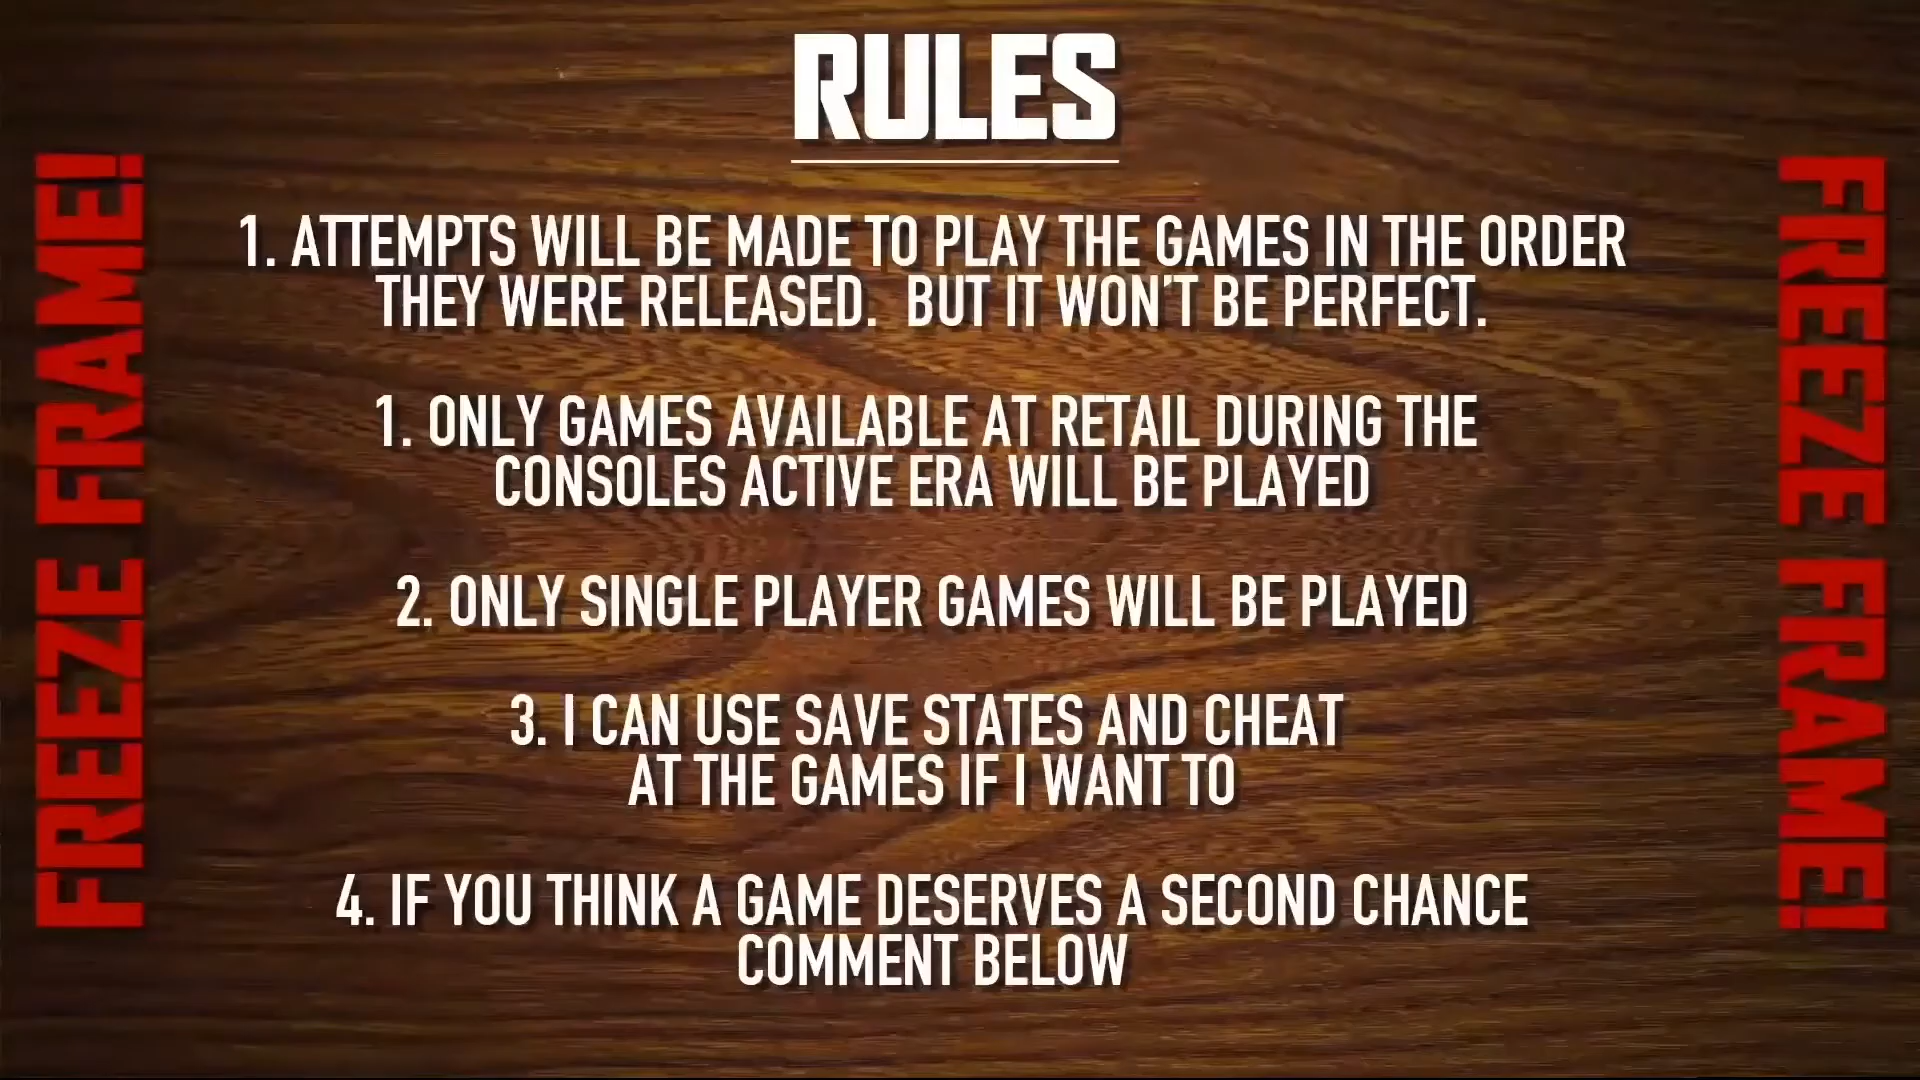 RULES
1. ATTEMPTS WILL BE MADE TO PLAY THE GAMES IN THE ORDER
THEY WERE RELEASED. BUT IT WON'T BE PERFECT.
1. ONLY GAMES AVAILABLE AT RETAIL DURING THE
CONSOLES ACTIVE ERA WILL BE PLAYED
2. ONLY SINGLE PLAYER GAMES WILL BE PLAYED
3. I CAN USE SAVE STATES AND CHEAT
AT THE GAMES IF I WANT TO
4. IF YOU THINK A GAME DESERVES A SECOND CHANCE
COMMENT BELOW
FREEZE FRAME!
FREEZE FRAME!